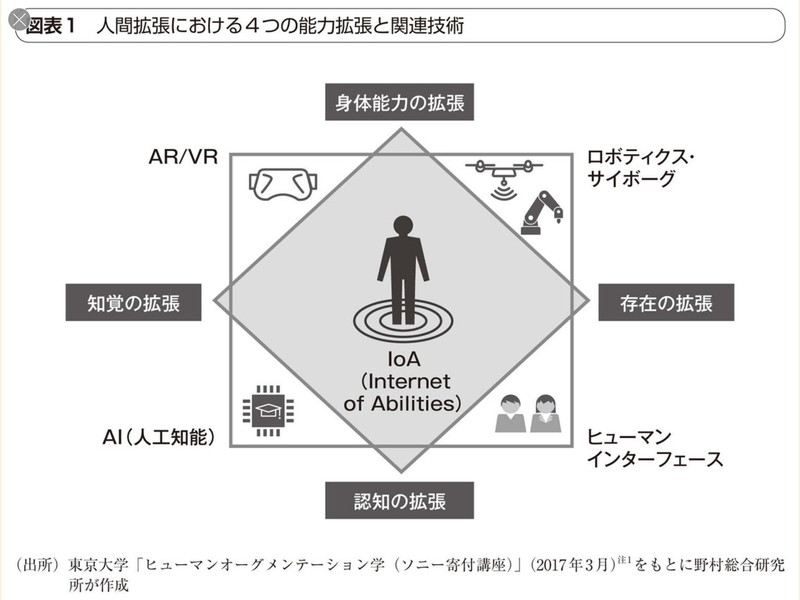 図表1　人間拡張における4つの能力拡張と関連技術
身体能力の拡張
AR/VR
ロボティクス・
サイボーグ
知覚の拡張
存在の拡張
IoA
(Internet
of Abilities)
AI(人工知能)
ヒューマン
インターフェース
認知の拡張
(出所) 東京大学「ヒューマンオーグメンテーション学(ソニー寄付講座)」(2017年3月)注1をもとに野村総合研究
所が作成